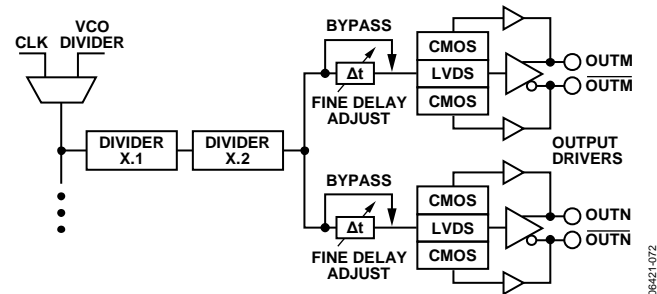 CLK
VCO
DIVIDER
DIVIDER
X.1
DIVIDER
X.2
BYPASS
Δt
FINE DELAY
ADJUST
CMOS
LVDS
CMOS
OUTM
OUTM
OUTPUT
DRIVERS
BYPASS
Δt
FINE DELAY
ADJUST
CMOS
LVDS
CMOS
OUTN
OUTN
06421-072